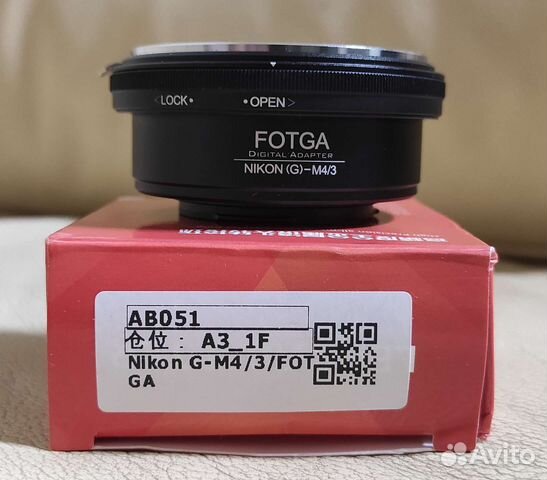 <LOCK• •OPEN>
FOTGA
DIGITAL ADAPTER
NIKON (G)-M4/3
AB051
仓位: A3_1F
Nikon G-M4/3/FOT
GA
Avito